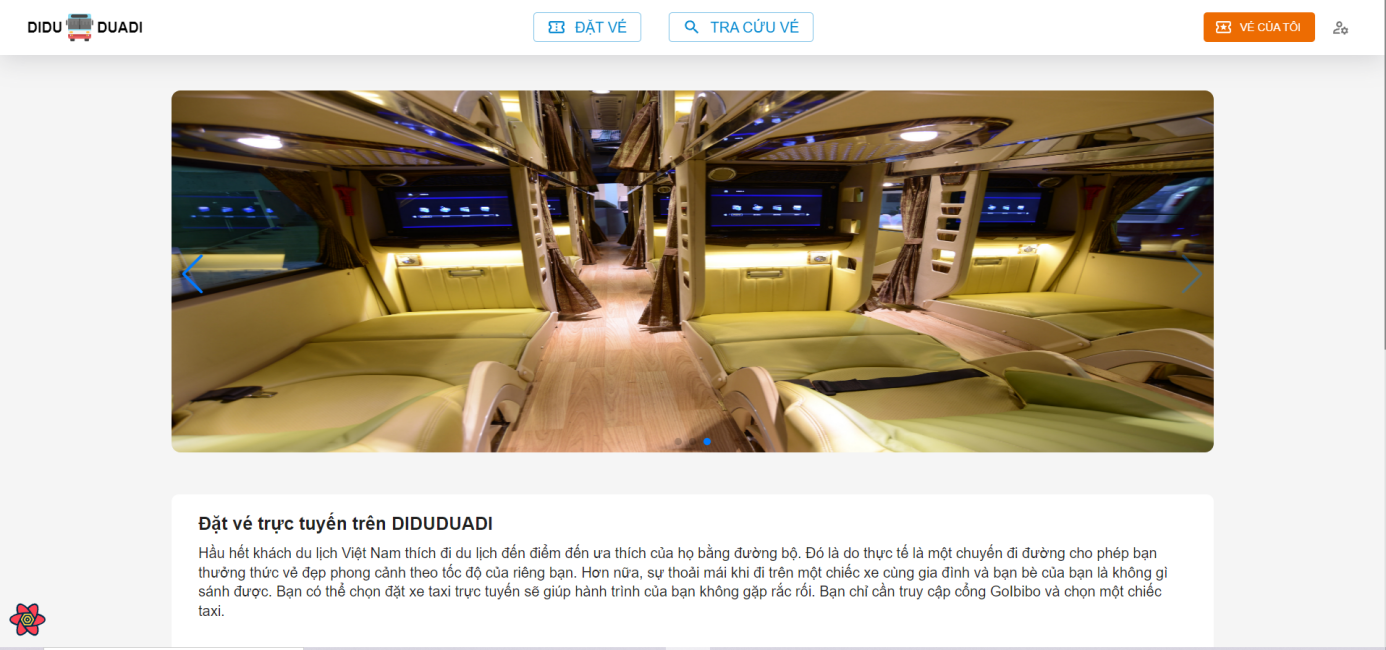 DIDU DUADI
ĐẶT VÉ
TRA CỨU VÉ
VÉ CỦA TÔI
Đặt vé trực tuyến trên DIDUDUADI
Hầu hết khách du lịch Việt Nam thích đi du lịch đến điểm đến ưa thích của họ bằng đường bộ. Đó là do thực tế là một chuyến đi đường cho phép bạn
thưởng thức vẻ đẹp phong cảnh theo tốc độ của riêng bạn. Hơn nữa, sự thoải mái khi đi trên một chiếc xe cùng gia đình và bạn bè của bạn là không gì
sánh được. Bạn có thể chọn đặt xe taxi trực tuyến sẽ giúp hành trình của bạn không gặp rắc rối. Bạn chỉ cần truy cập cổng Golbibo và chọn một chiếc
taxi.